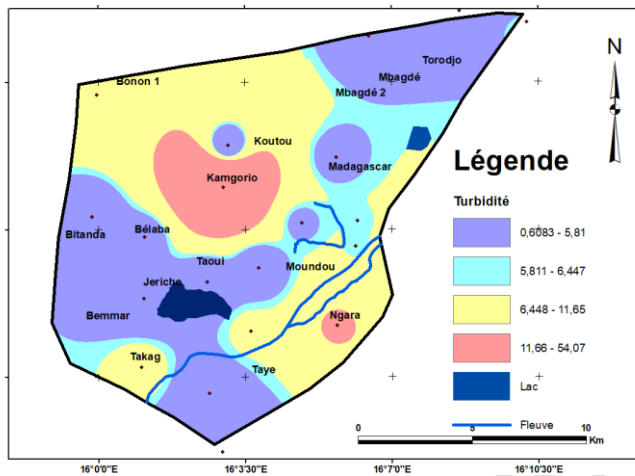 Torodjo
Mbagdé
Bonon 1
Mbagdé 2
N
Koutou
Madagascar
Kamgorio
Légende
Turbidité
Bitanda
Bélaba
0,6083 - 5,81
Taoui
Moundou
5,811 - 6,447
Jeriche
Bemmar
Ngara
6,448 - 11,65
Takag
Taye
11,66 - 54,07
Lac
Fleuve
0 5 10
Km
16°0'0"E 16°3'30"E 16°7'0"E 16°10'30"E